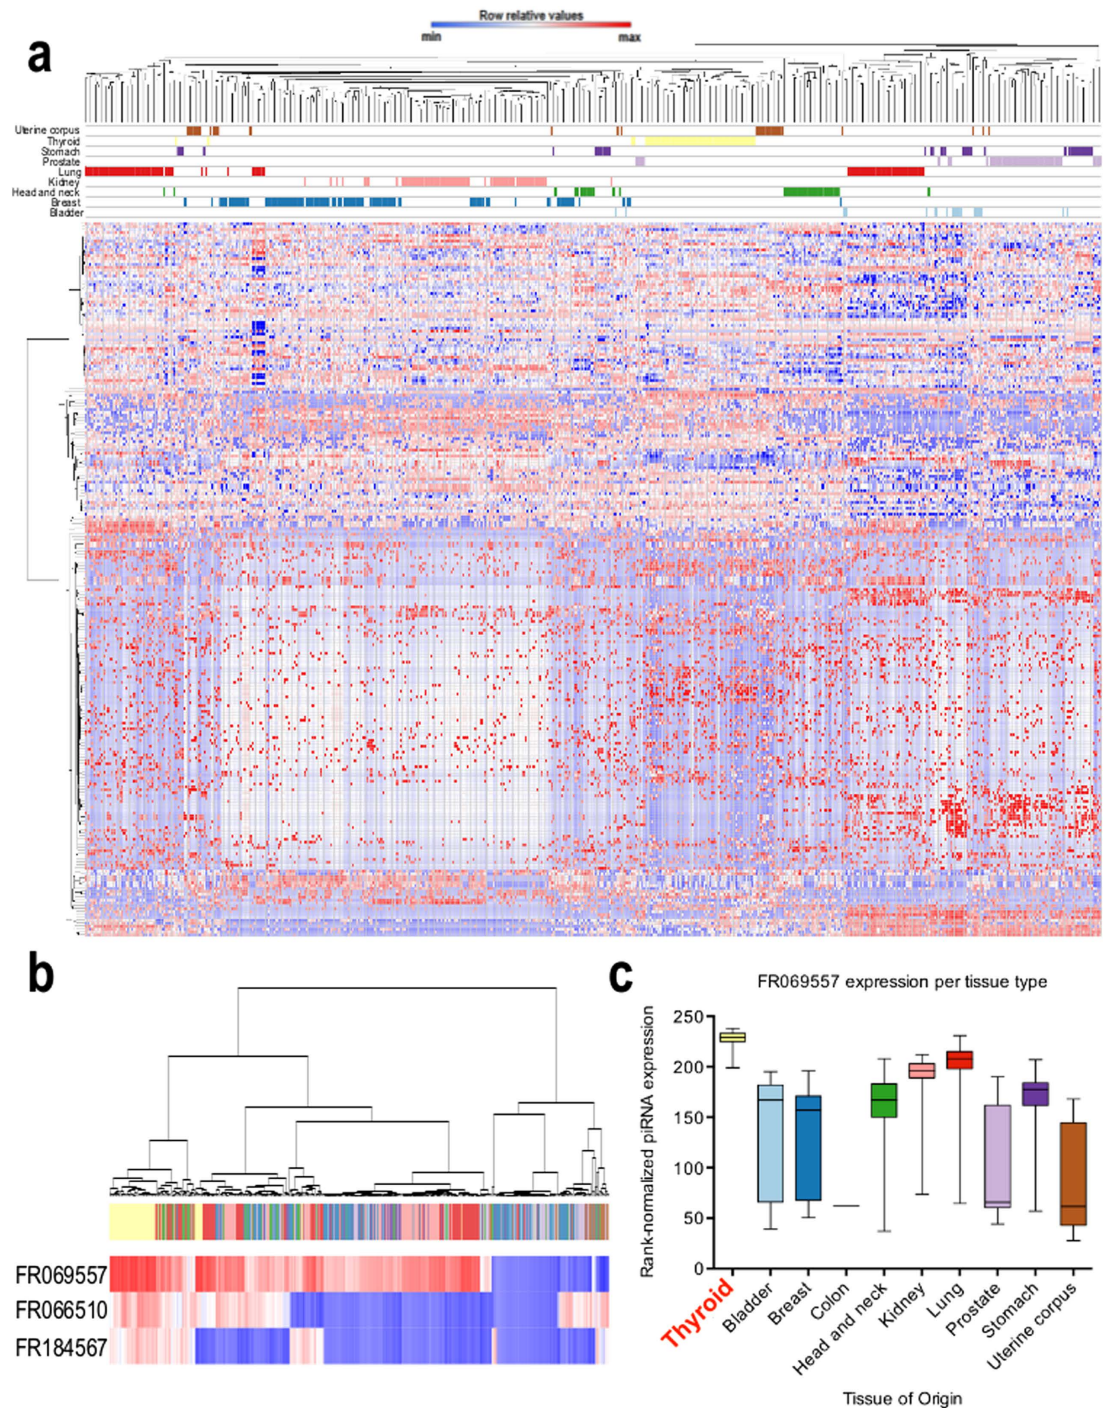 Row relative values
min max
a
Uterine corpus
Thyroid
Stomach
Prostate
Lung
Kidney
Head and neck
Breast
Bladder
b
FR069557
FR066510
FR184567
c
FR069557 expression per tissue type
Rank-normalized piRNA expression
250
200
150
100
50
0
Thyroid
Bladder
Breast
Colon
Head and neck
Kidney
Lung
Prostate
Stomach
Uterine corpus
Tissue of Origin